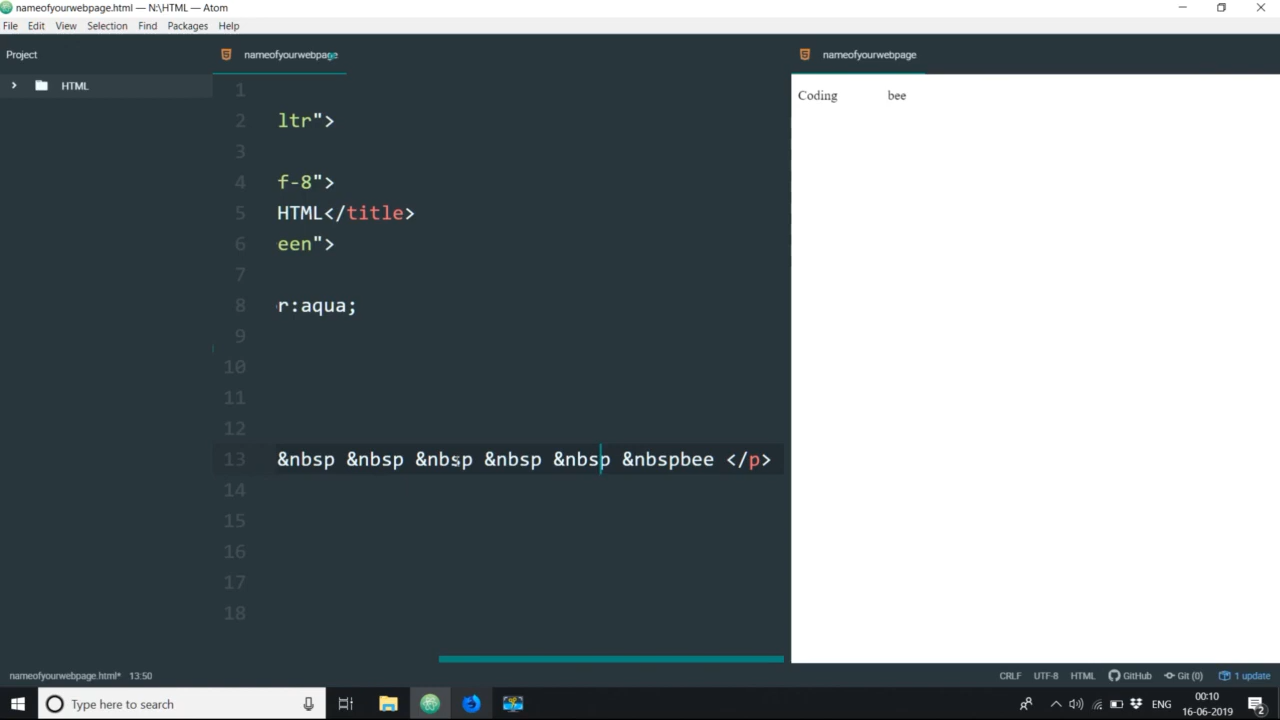 nameofyourwebpage.html — N:\HTML — Atom
File Edit View Selection Find Packages Help
Project
nameofyourwebpage
nameofyourwebpage
HTML
Coding bee
1
2 ltr">
3
4 f-8">
5 HTML</title>
6 een">
7
8 r:aqua;
9
10
11
12
13 &nbsp &nbsp &nbsp &nbsp &nbsp &nbspbee </p>
14
15
16
17
18
nameofyourwebpage.html* 13:50
CRLF UTF-8 HTML GitHub Git (0) 1 update
Type here to search
ENG
00:10
16-06-2019
2